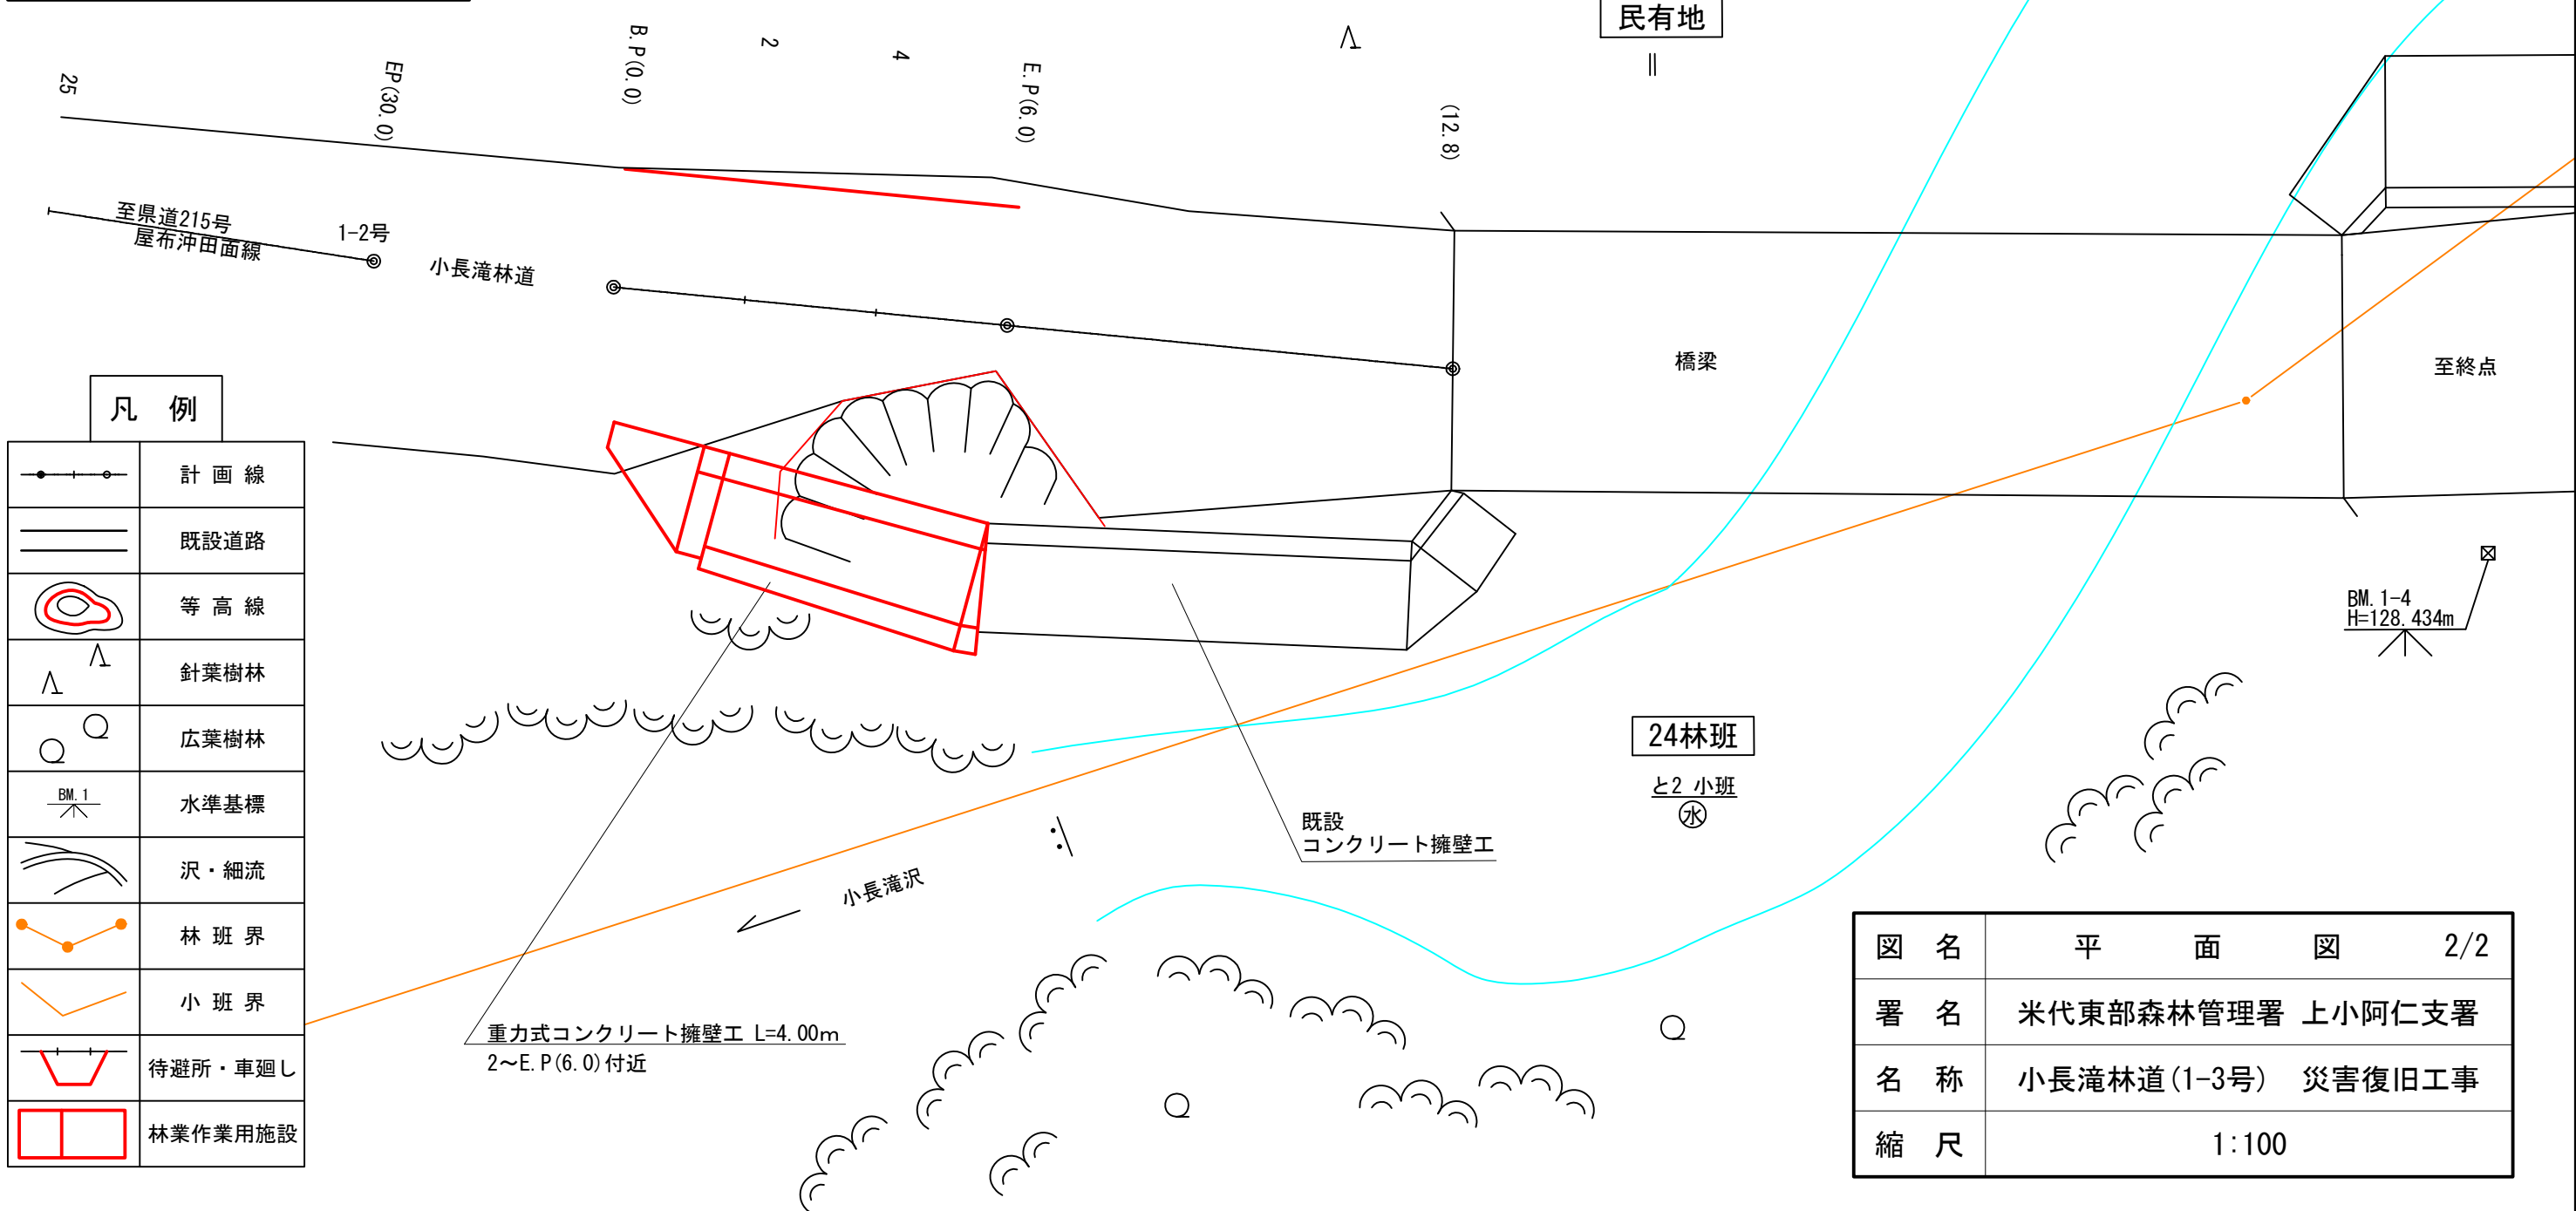 民有地
25
EP(30.0)
B.P(0.0)
2
4
E.P(6.0)
(12.8)
至県道215号
屋布沖田面線
1-2号
小長滝林道
橋梁
至終点
凡 例
計 画 線
既設道路
等 高 線
針葉樹林
広葉樹林
BM.1
水準基標
沢・細流
林 班 界
小 班 界
待避所・車廻し
林業作業用施設
BM.1-4
H=128.434m
24林班
と2 小班
水
既設
コンクリート擁壁工
小長滝沢
重力式コンクリート擁壁工 L=4.00m
2～E.P(6.0)付近
図 名 平 面 図 2/2
署 名 米代東部森林管理署 上小阿仁支署
名 称 小長滝林道(1-3号) 災害復旧工事
縮 尺 1:100